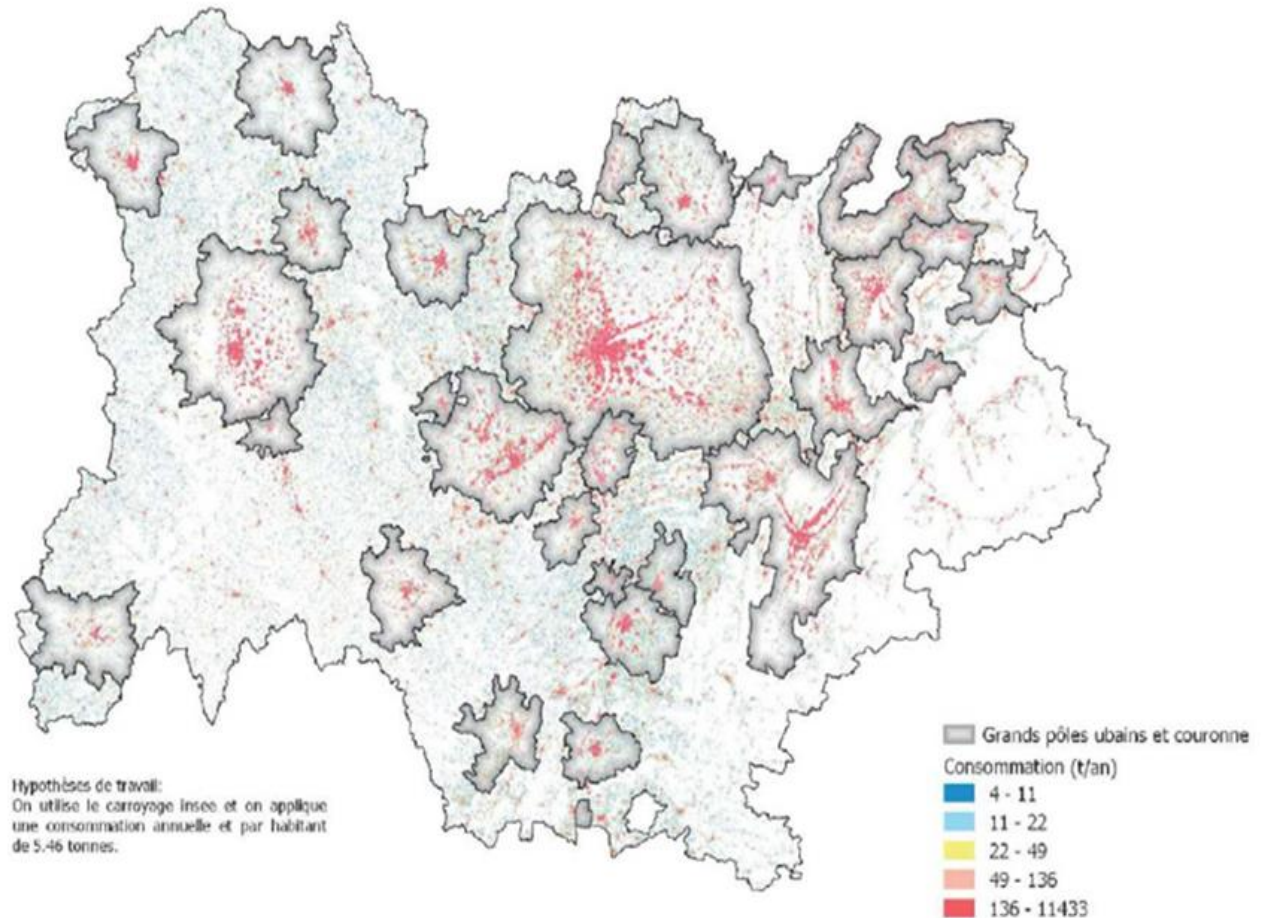 Hypothèses de travail:
On utilise le carroyage insee et on applique
une consommation annuelle et par habitant
de 5.46 tonnes.
Grands pôles ubains et couronne
Consommation (t/an)
4 - 11
11 - 22
22 - 49
49 - 136
136 - 11433